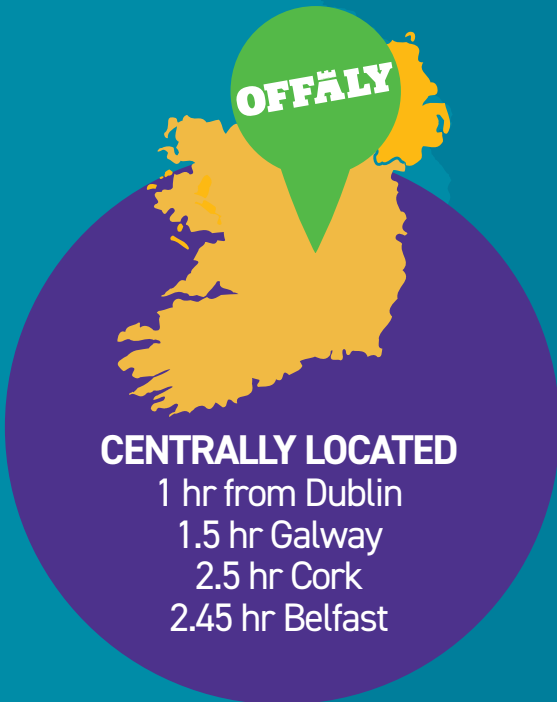 OFFALY
CENTRALLY LOCATED
1 hr from Dublin
1.5 hr Galway
2.5 hr Cork
2.45 hr Belfast